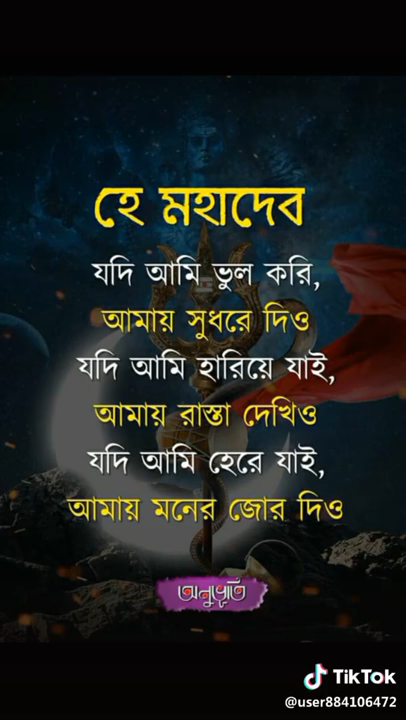 হে মহাদেব
যদি আমি ভুল করি,
আমায় সুধরে দিও
যদি আমি হারিয়ে যাই,
আমায় রাস্তা দেখিও
যদি আমি হেরে যাই,
আমায় মনের জোর দিও
অনুভূতি
TikTok
@user884106472